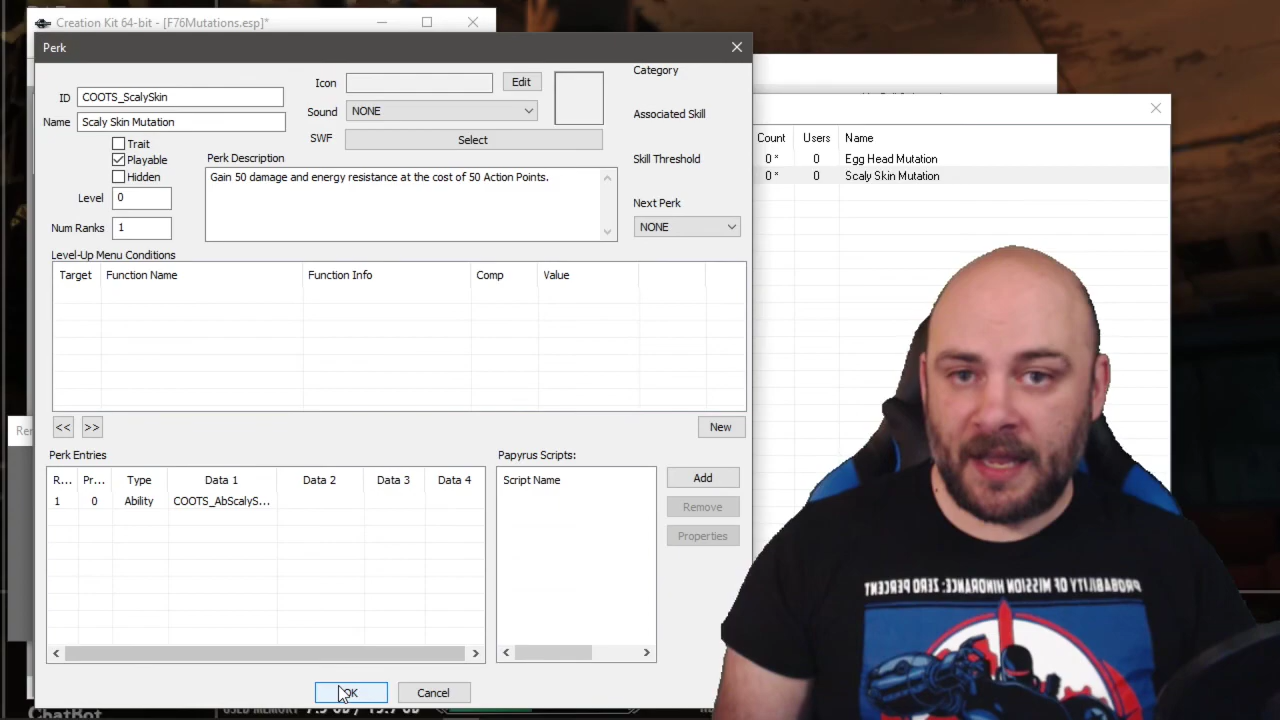 Creation Kit 64-bit - [F76Mutations.esp]*
Perk
ID COOTS_ScalySkin
Name Scaly Skin Mutation
Trait
Playable
Hidden
Level 0
Num Ranks 1
Icon Edit
Sound NONE
SWF Select
Perk Description
Gain 50 damage and energy resistance at the cost of 50 Action Points.
Category
Associated Skill
Skill Threshold
Next Perk
NONE
Level-Up Menu Conditions
Target Function Name Function Info Comp Value
<< >> New
Perk Entries
R... Pr... Type Data 1 Data 2 Data 3 Data 4
1 0 Ability COOTS_AbScalyS...
Papyrus Scripts:
Script Name
Add
Remove
Properties
OK Cancel
Count Users Name
0 * 0 Egg Head Mutation
0 * 0 Scaly Skin Mutation
PROBABILITY OF MISSION HINDRANCE: ZERO PERCENT
ChatBot